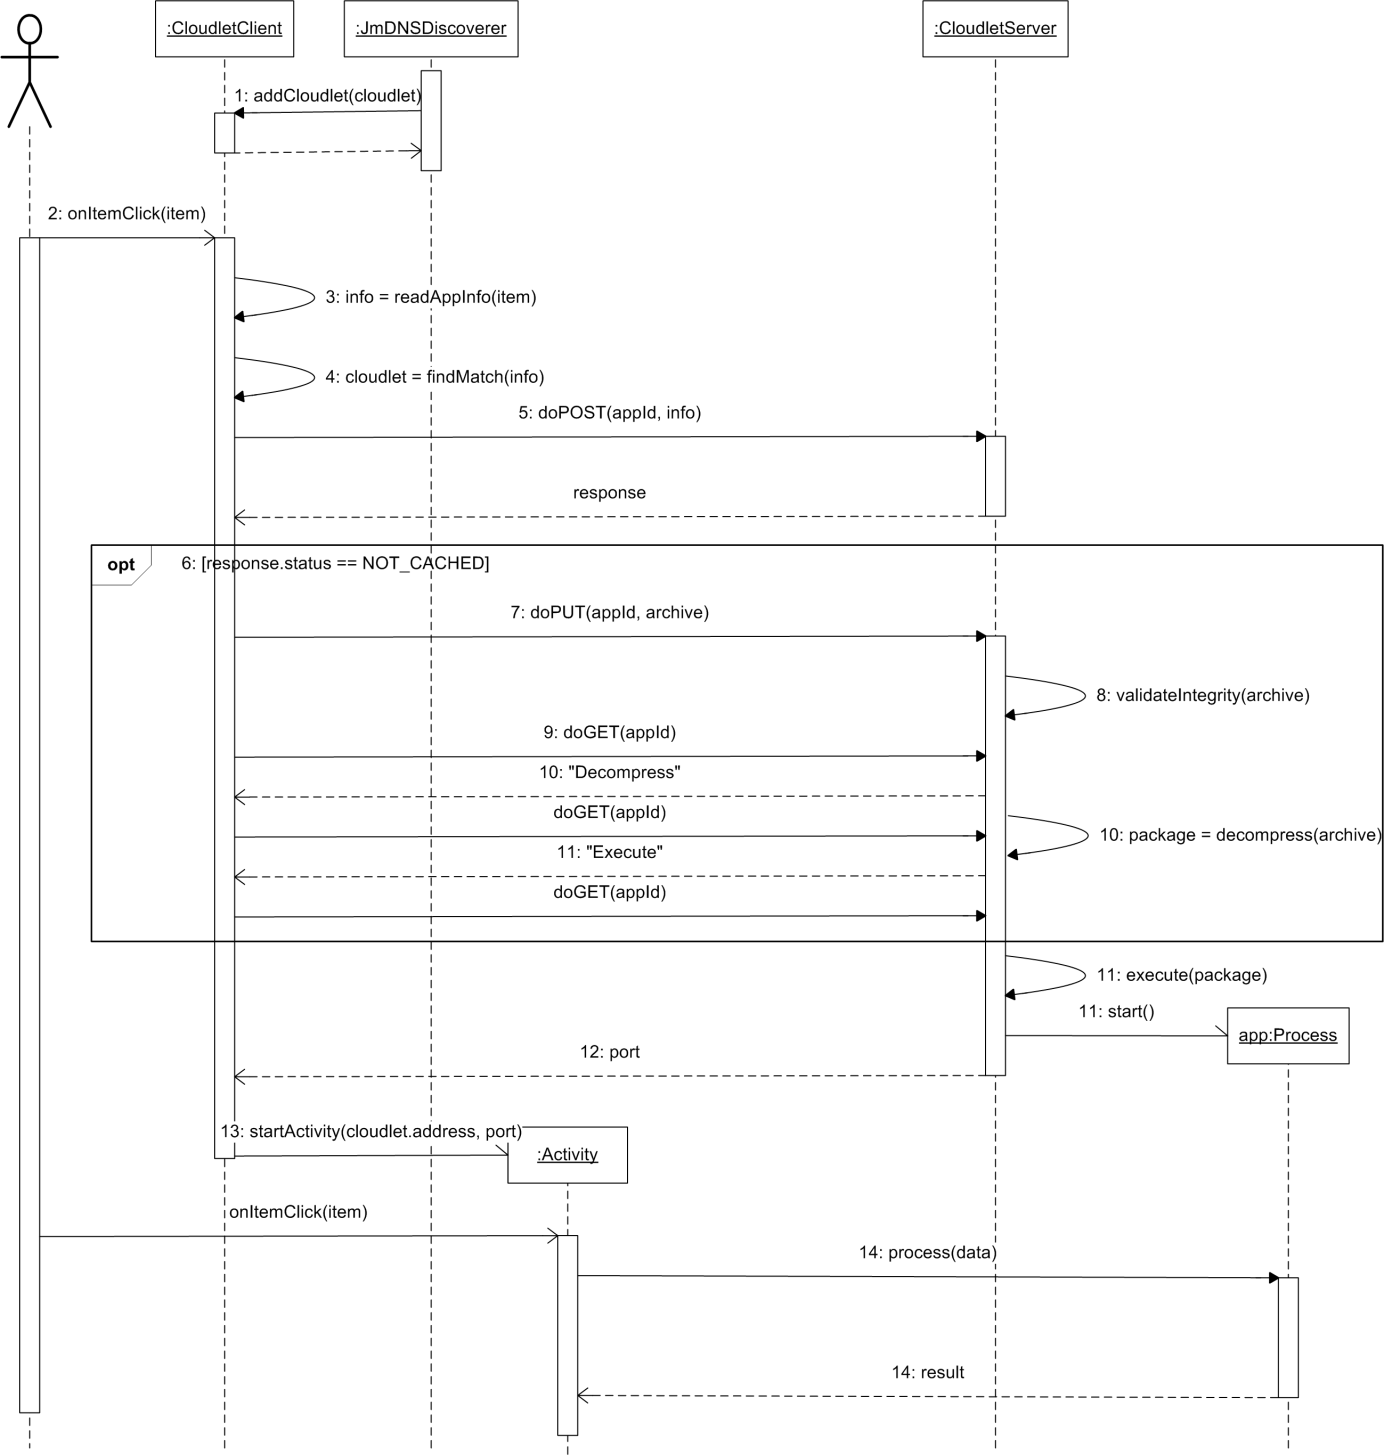 :CloudletClient
:JmDNSDiscoverer
:CloudletServer
1: addCloudlet(cloudlet)
2: onItemClick(item)
3: info = readAppInfo(item)
4: cloudlet = findMatch(info)
5: doPOST(appId, info)
response
opt
6: [response.status == NOT_CACHED]
7: doPUT(appId, archive)
8: validateIntegrity(archive)
9: doGET(appId)
10: "Decompress"
doGET(appId)
10: package = decompress(archive)
11: "Execute"
doGET(appId)
11: execute(package)
11: start()
app:Process
12: port
13: startActivity(cloudlet.address, port)
:Activity
onItemClick(item)
14: process(data)
14: result